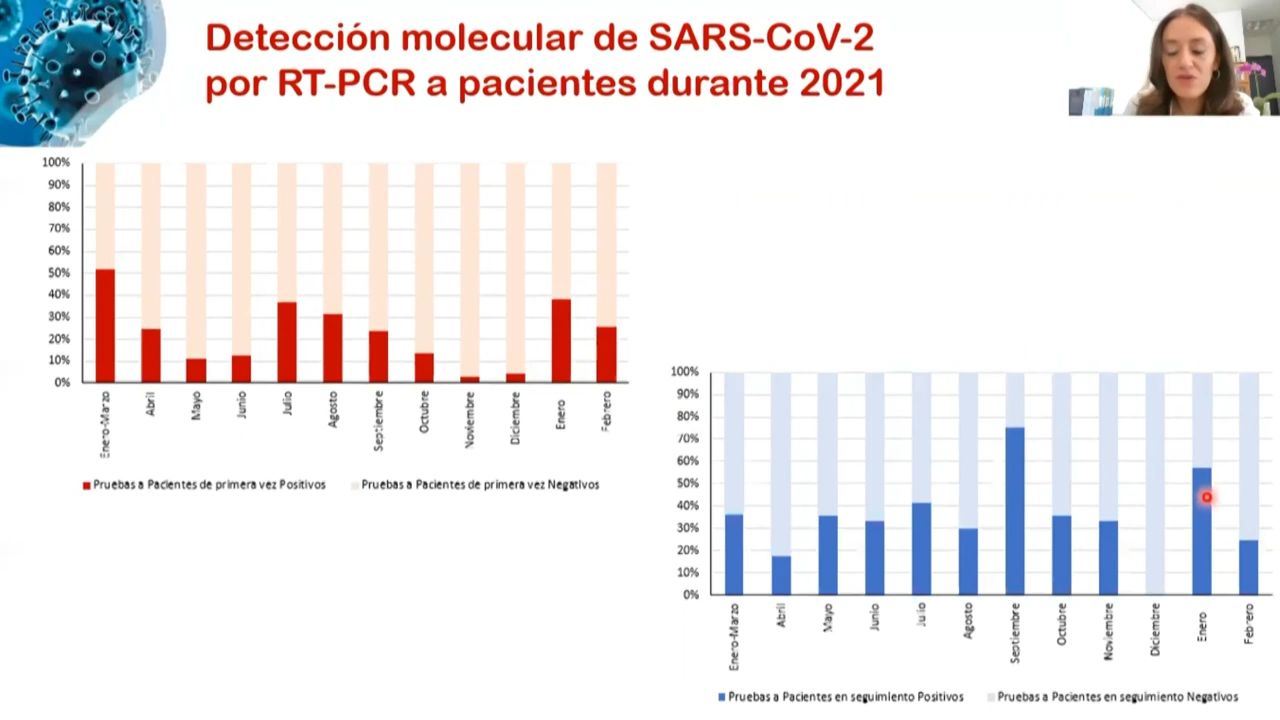 Detección molecular de SARS-CoV-2
por RT-PCR a pacientes durante 2021
100%
90%
80%
70%
60%
50%
40%
30%
20%
10%
0%
Enero-Marzo
Abril
Mayo
Junio
Julio
Agosto
Septiembre
Octubre
Noviembre
Diciembre
Enero
Febrero
Pruebas a Pacientes de primera vez Positivos
Pruebas a Pacientes de primera vez Negativos
100%
90%
80%
70%
60%
50%
40%
30%
20%
10%
0%
Enero-Marzo
Abril
Mayo
Junio
Julio
Agosto
Septiembre
Octubre
Noviembre
Diciembre
Enero
Febrero
Pruebas a Pacientes en seguimiento Positivos
Pruebas a Pacientes en seguimiento Negativos